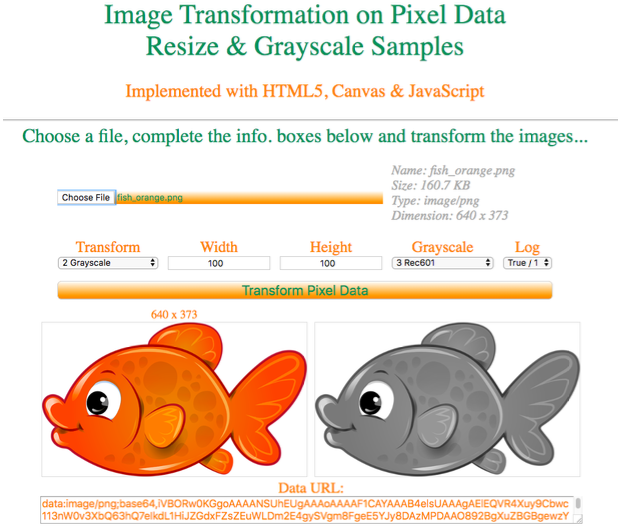 Image Transformation on Pixel Data
Resize & Grayscale Samples
Implemented with HTML5, Canvas & JavaScript
Choose a file, complete the info. boxes below and transform the images...
Name: fish_orange.png
Size: 160.7 KB
Type: image/png
Dimension: 640 x 373
Choose File fish_orange.png
Transform Width Height Grayscale Log
2 Grayscale 100 100 3 Rec601 True / 1
Transform Pixel Data
640 x 373
Data URL:
data:image/png;base64,iVBORw0KGgoAAAANSUhEUgAAAoAAAAF1CAYAAAB4elsUAAAgAElEQVR4Xuy9Cbwc